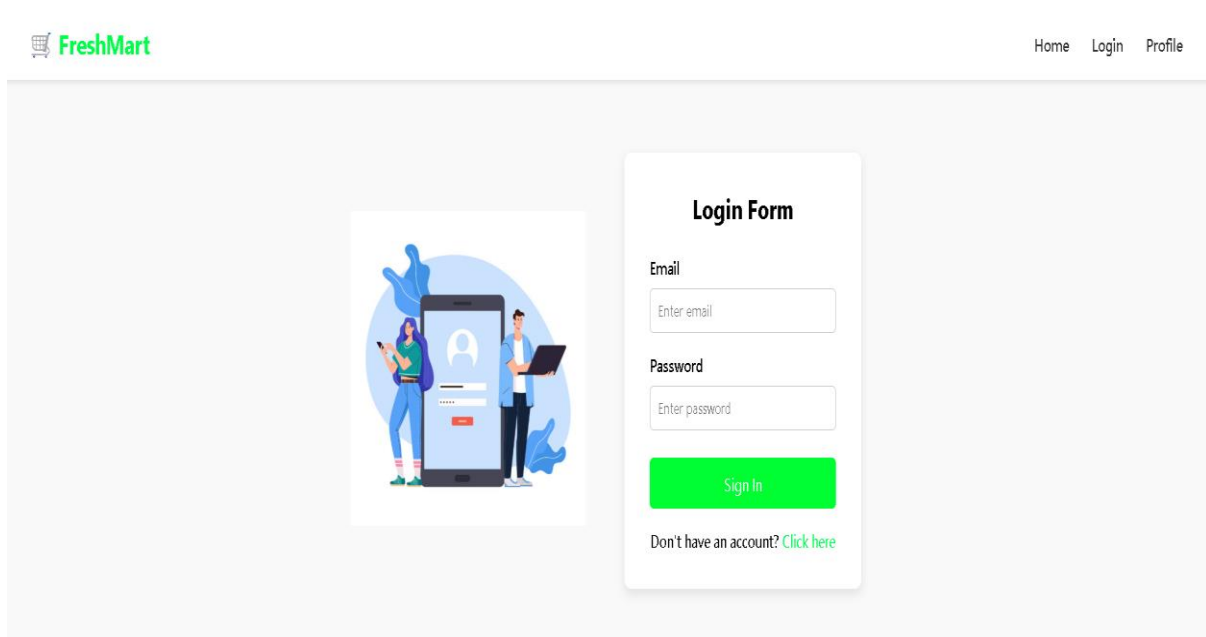 FreshMart
Home Login Profile
Login Form
Email
Enter email
Password
Enter password
Sign In
Don't have an account? Click here